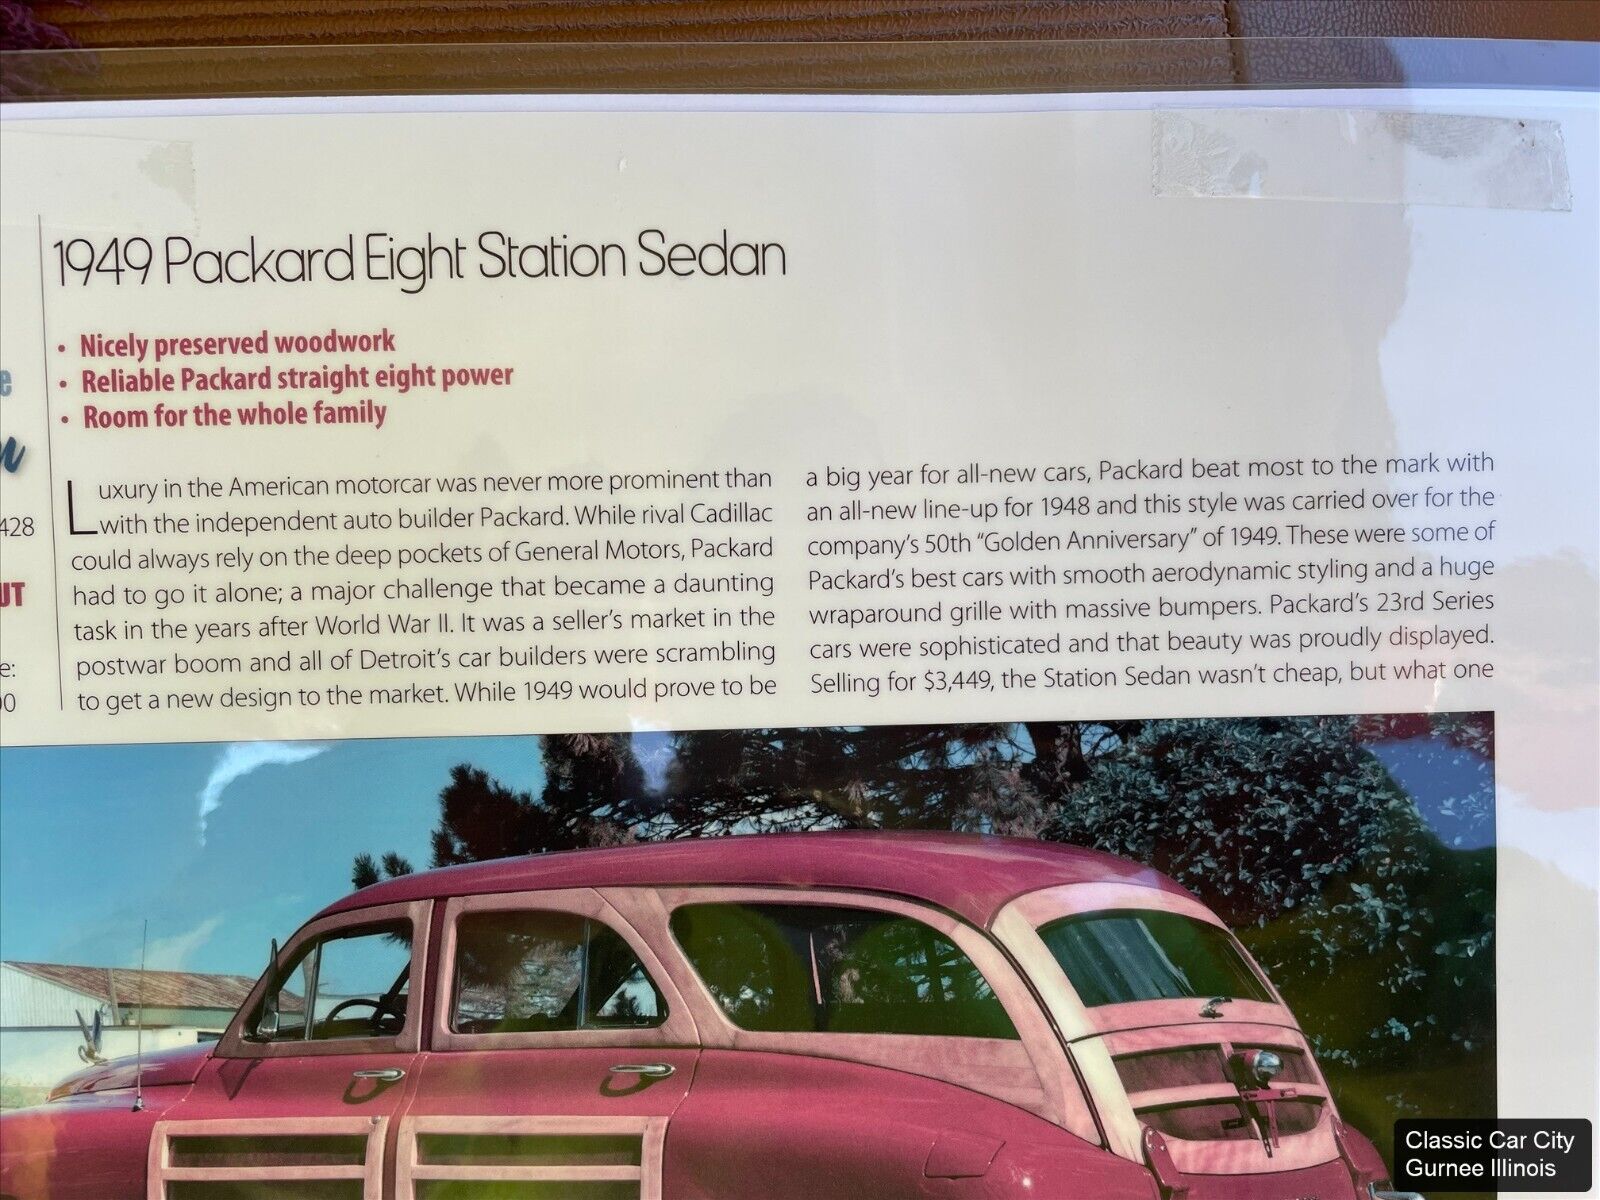 1949 Packard Eight Station Sedan
• Nicely preserved woodwork
• Reliable Packard straight eight power
• Room for the whole family
Luxury in the American motorcar was never more prominent than
with the independent auto builder Packard. While rival Cadillac
could always rely on the deep pockets of General Motors, Packard
had to go it alone; a major challenge that became a daunting
task in the years after World War II. It was a seller's market in the
postwar boom and all of Detroit's car builders were scrambling
to get a new design to the market. While 1949 would prove to be
a big year for all-new cars, Packard beat most to the mark with
an all-new line-up for 1948 and this style was carried over for the
company's 50th "Golden Anniversary" of 1949. These were some of
Packard's best cars with smooth aerodynamic styling and a huge
wraparound grille with massive bumpers. Packard's 23rd Series
cars were sophisticated and that beauty was proudly displayed.
Selling for $3,449, the Station Sedan wasn't cheap, but what one
428
UT
e:
Classic Car City
Gurnee Illinois